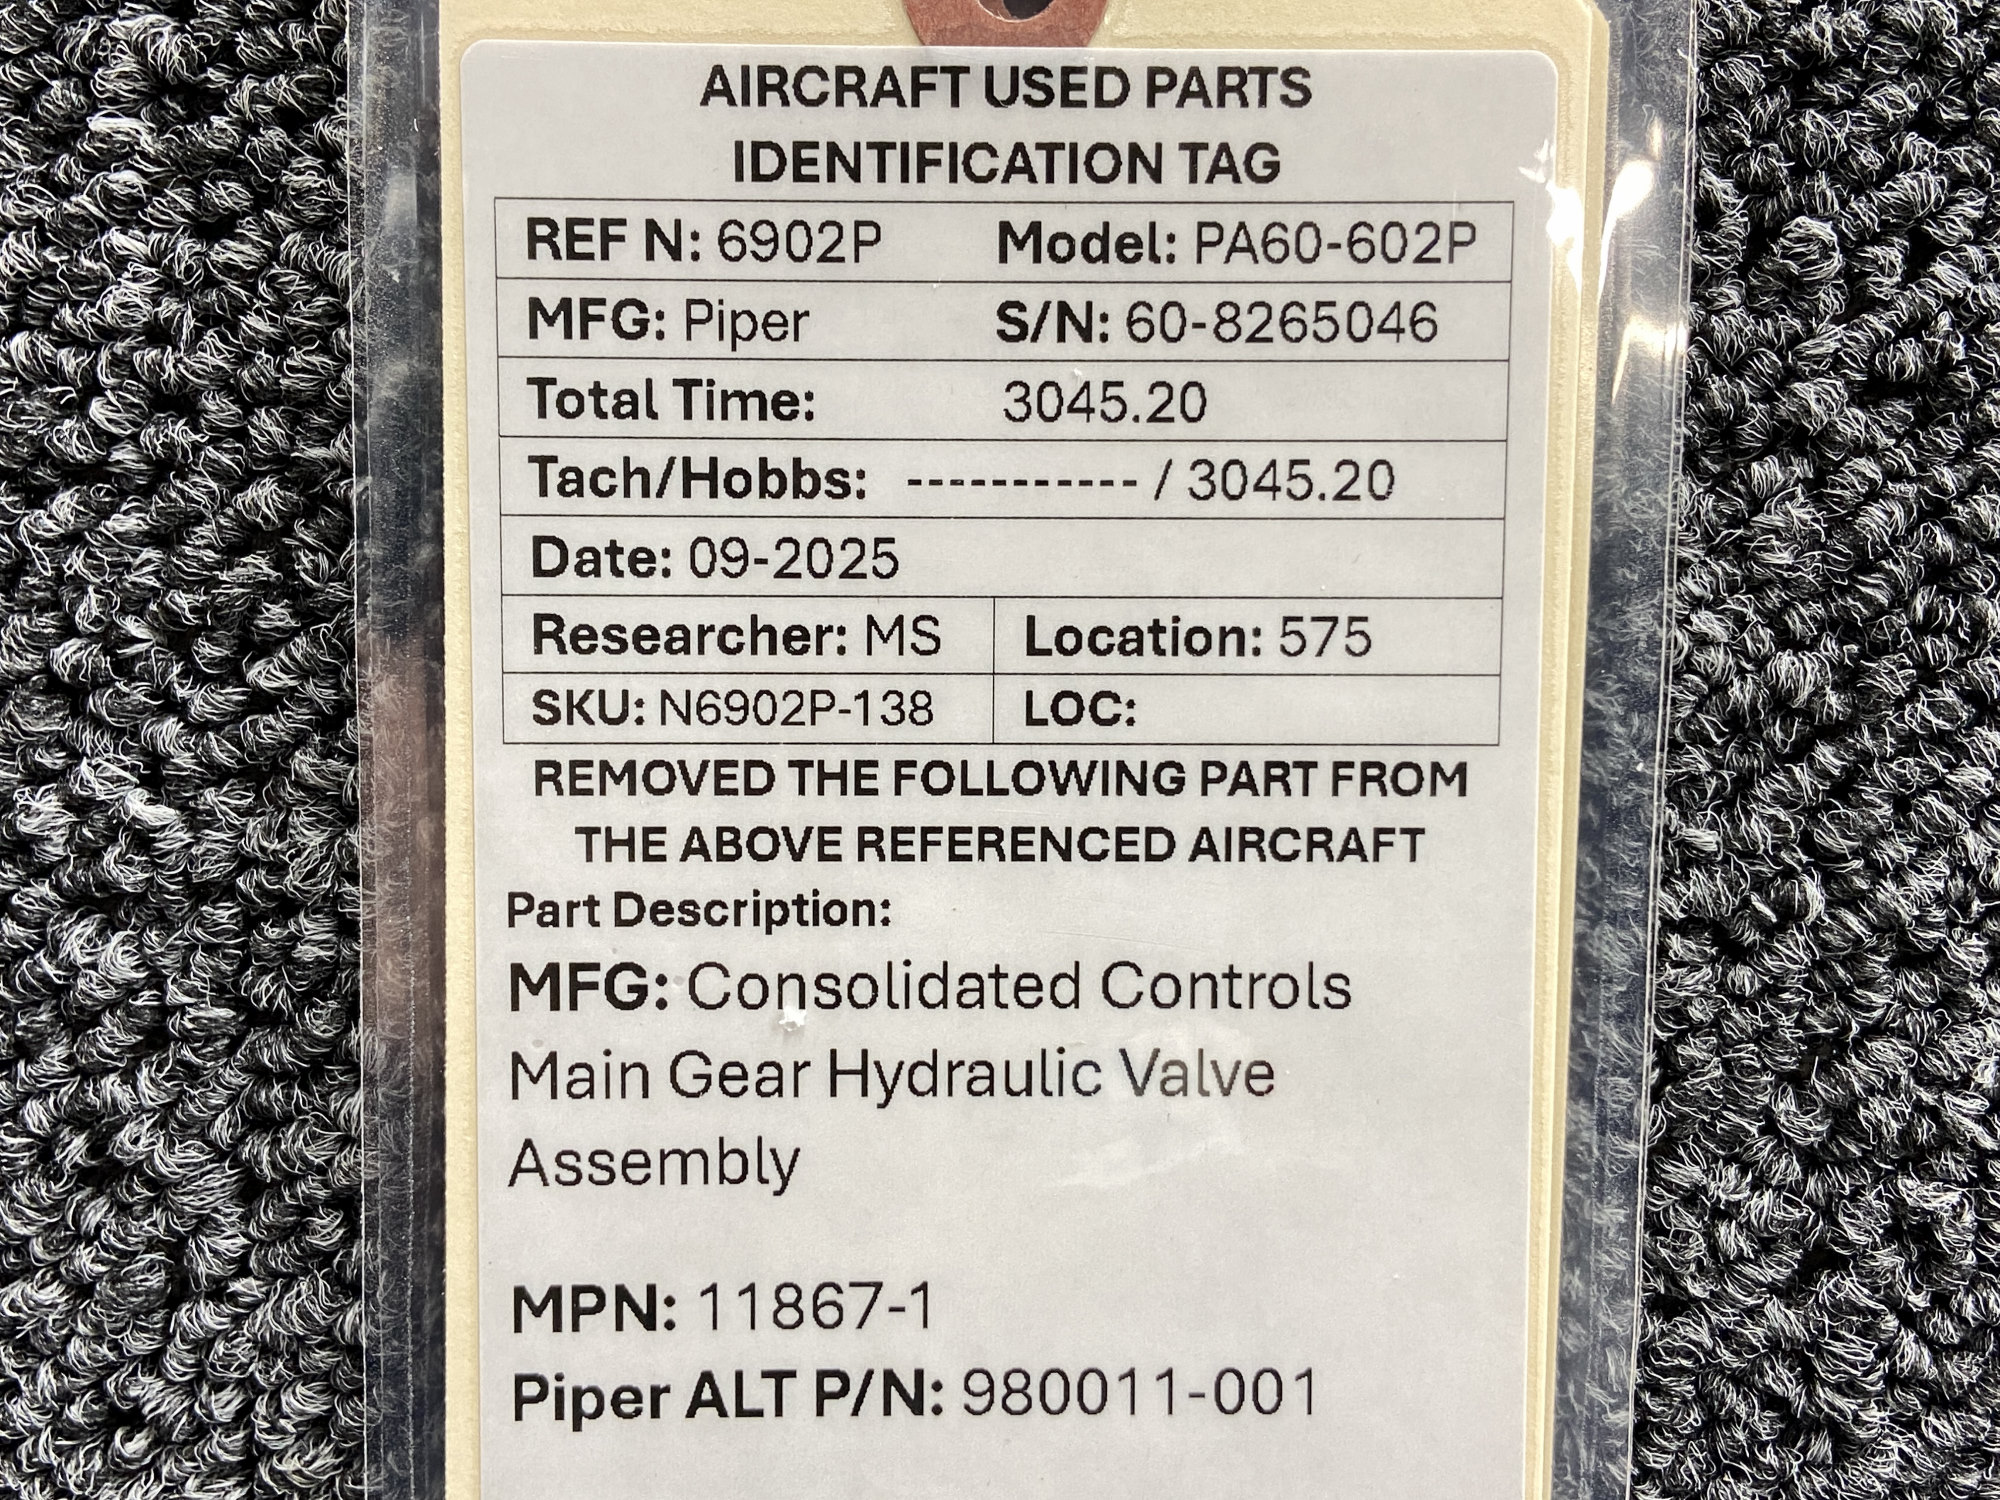 AIRCRAFT USED PARTS
IDENTIFICATION TAG
REF N: 6902P Model: PA60-602P
MFG: Piper S/N: 60-8265046
Total Time: 3045.20
Tach/Hobbs: ----------- / 3045.20
Date: 09-2025
Researcher: MS Location: 575
SKU: N6902P-138 LOC:
REMOVED THE FOLLOWING PART FROM
THE ABOVE REFERENCED AIRCRAFT
Part Description:
MFG: Consolidated Controls
Main Gear Hydraulic Valve
Assembly
MPN: 11867-1
Piper ALT P/N: 980011-001